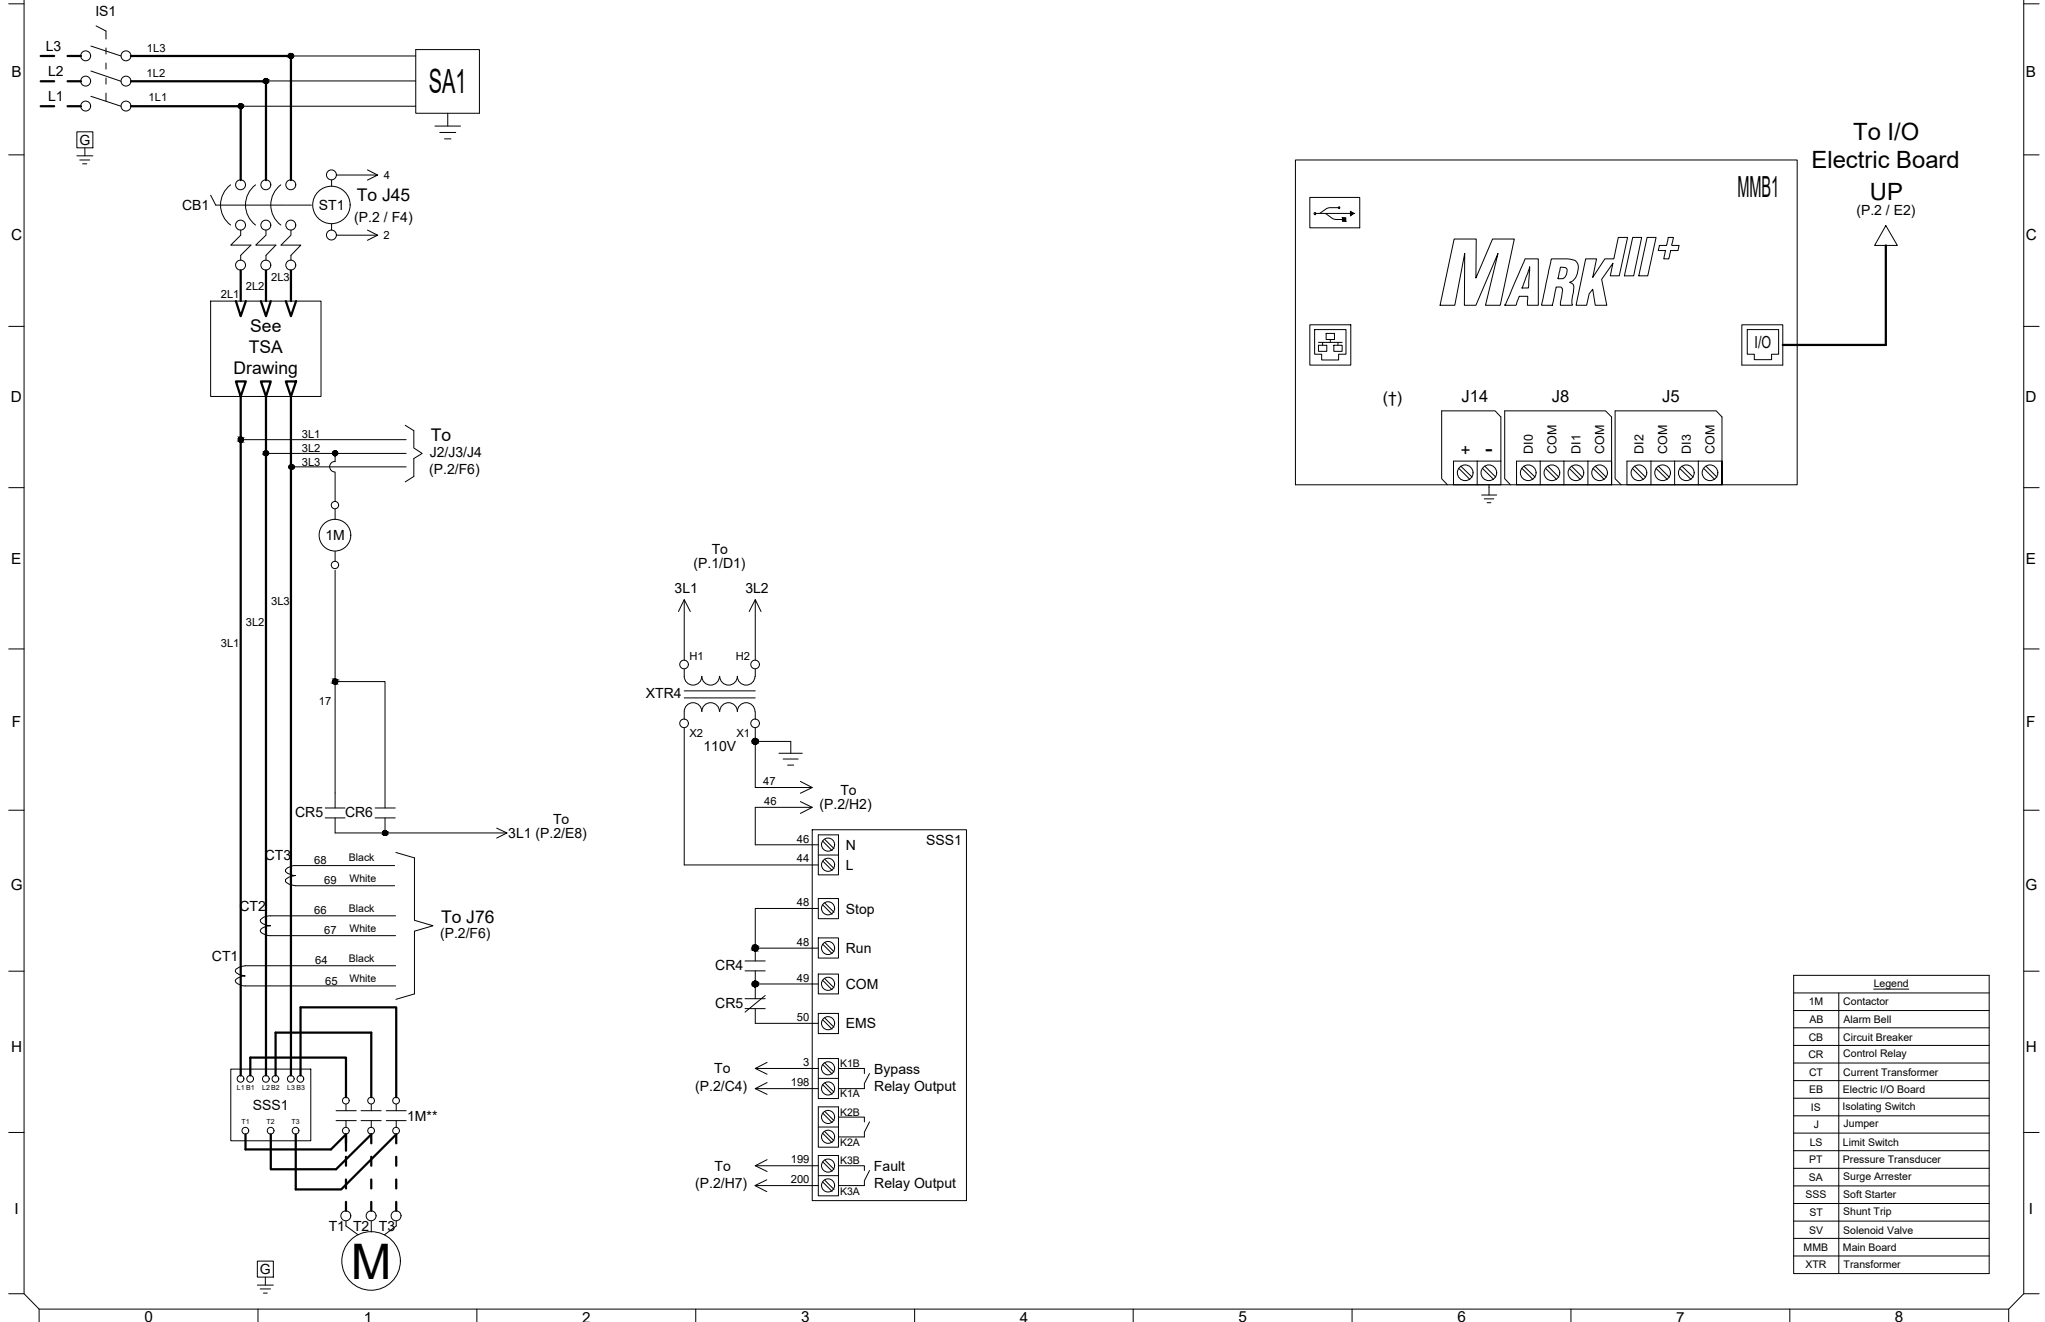 IS1
L3
1L3
L2
1L2
L1
1L1
SA1
B
B
G
To I/O
Electric Board
UP
(P.2 / E2)
MMB1
CB1
ST1
4
To J45
(P.2 / F4)
2
C
C
MARK III+
2L1
2L2
2L3
See
TSA
Drawing
I/O
D
D
3L1
3L2
3L3
To
J2/J3/J4
(P.2/F6)
(†)
J14
J8
J5
+
-
DI0
COM
DI1
COM
DI2
COM
DI3
COM
1M
E
E
To
(P.1/D1)
3L1
3L2
3L3
3L2
3L1
H1
H2
XTR4
17
F
F
X2
X1
110V
47
46
To
(P.2/H2)
CR5
CR6
To
3L1 (P.2/E8)
SSS1
46
N
44
L
CT3
68
Black
69
White
CT2
66
Black
67
White
CT1
64
Black
65
White
To J76
(P.2/F6)
G
G
48
Stop
48
Run
CR4
49
COM
CR5
50
EMS
H
H
3
K1B
Bypass
To
(P.2/C4)
198
K1A
Relay Output
K2B
K2A
199
K3B
Fault
To
(P.2/H7)
200
K3A
Relay Output
L1
B1
L2
B2
L3
B3
SSS1
T1
T2
T3
1M**
I
I
T1
T2
T3
M
G
Legend
1M Contactor
AB Alarm Bell
CB Circuit Breaker
CR Control Relay
CT Current Transformer
EB Electric I/O Board
IS Isolating Switch
J Jumper
LS Limit Switch
PT Pressure Transducer
SA Surge Arrester
SSS Soft Starter
ST Shunt Trip
SV Solenoid Valve
MMB Main Board
XTR Transformer
0
1
2
3
4
5
6
7
8